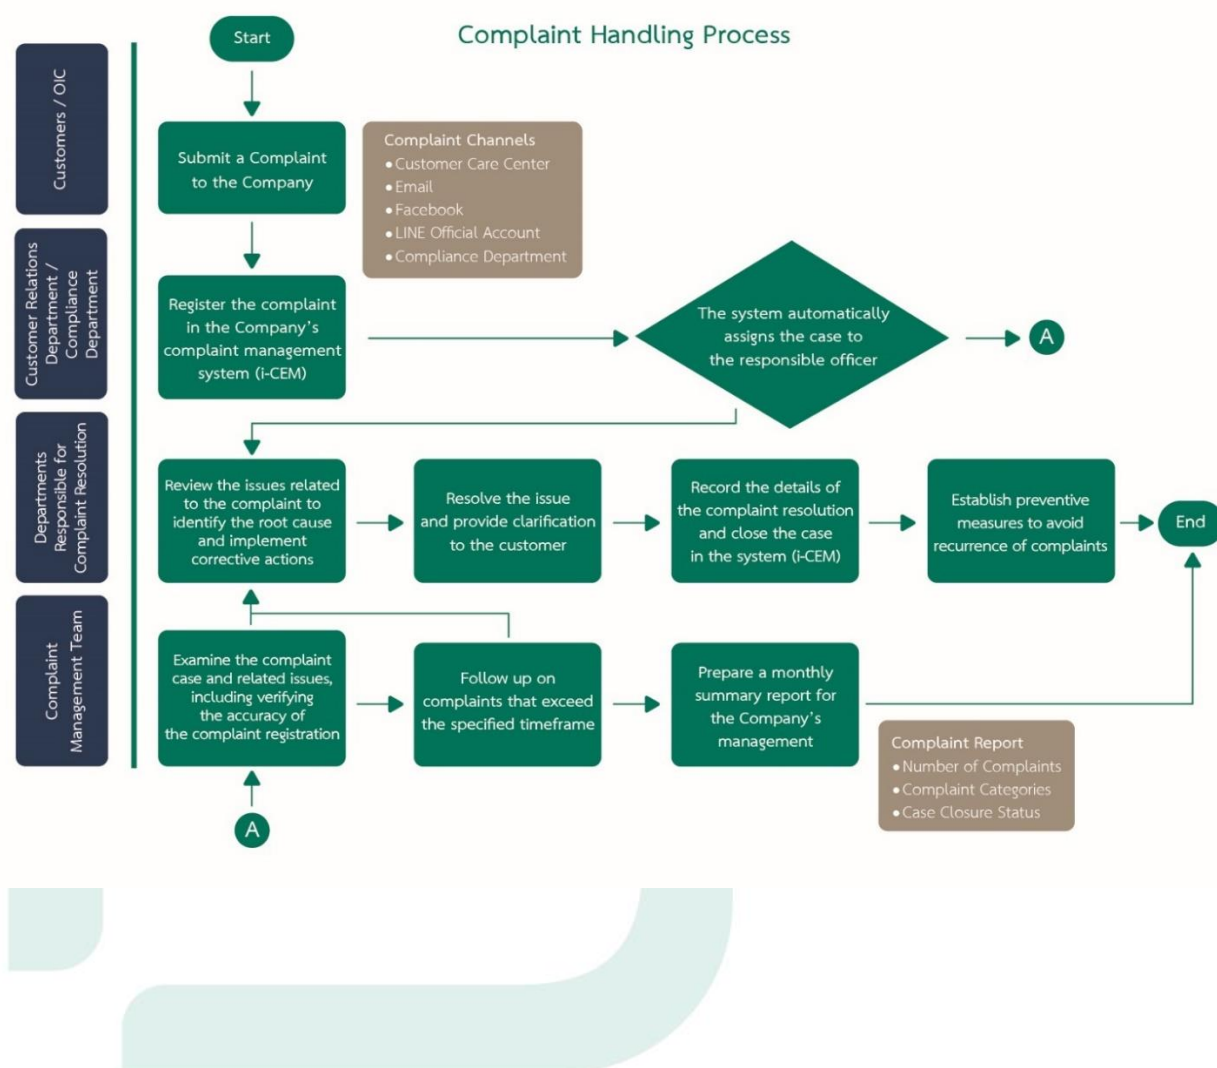 Complaint Handling Process
Start
Customers / OIC
Submit a Complaint
to the Company
Complaint Channels
•Customer Care Center
•Email
•Facebook
•LINE Official Account
•Compliance Department
Customer Relations
Department /
Compliance
Department
Register the complaint
in the Company's
complaint management
system (i-CEM)
The system automatically
assigns the case to
the responsible officer
A
Departments
Responsible for
Complaint Resolution
Review the issues related
to the complaint to
identify the root cause
and implement
corrective actions
Resolve the issue
and provide clarification
to the customer
Record the details of
the complaint resolution
and close the case
in the system (i-CEM)
Establish preventive
measures to avoid
recurrence of complaints
End
Complaint
Management Team
Examine the complaint
case and related issues,
including verifying
the accuracy of
the complaint registration
Follow up on
complaints that exceed
the specified timeframe
Prepare a monthly
summary report for
the Company's
management
Complaint Report
•Number of Complaints
•Complaint Categories
•Case Closure Status
A